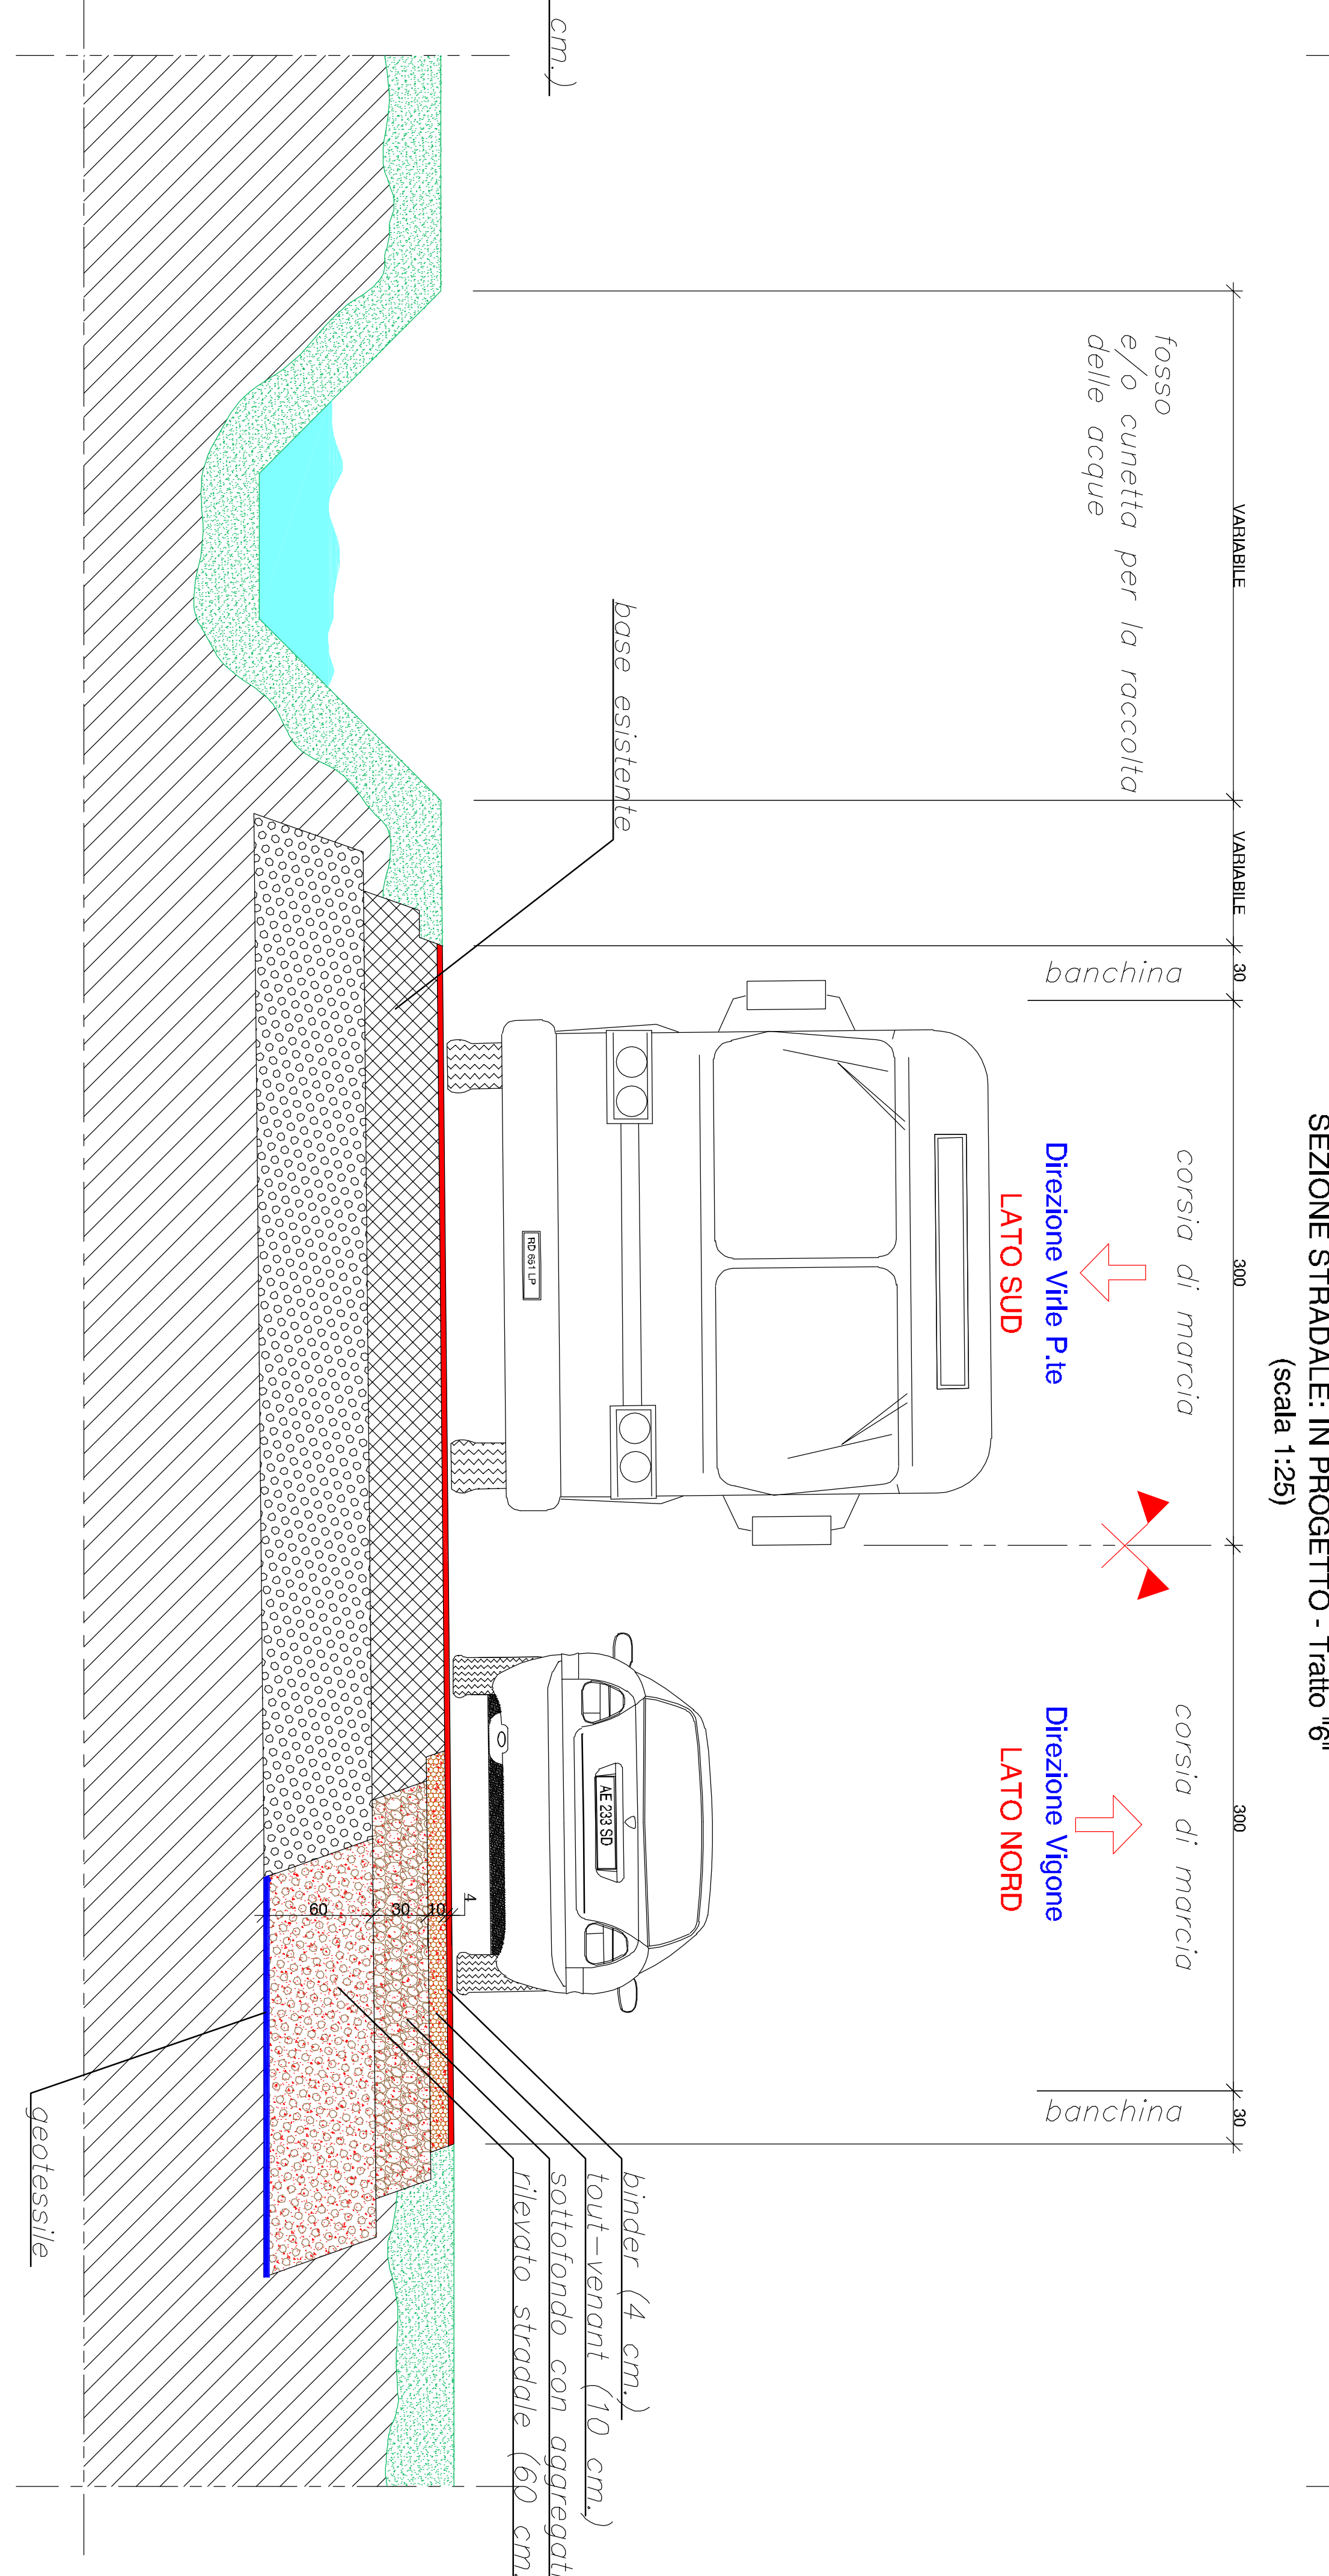 SEZIONE STRADALE: IN PROGETTO - Tratto "6"
(scala 1:25)
VARIABILE
VARIABILE
30
300
300
30
fosso
e/o cunetta per la raccolta
delle acque
banchina
corsia di marcia
corsia di marcia
banchina
Direzione Virle P.te
LATO SUD
Direzione Vigone
LATO NORD
base esistente
RD 651 LP
AE 233 SD
4
10
30
60
binder (4 cm.)
tout-venant (10 cm.)
sottofondo con aggregati
rilevato stradale (60 cm.
geotessile
cm.)